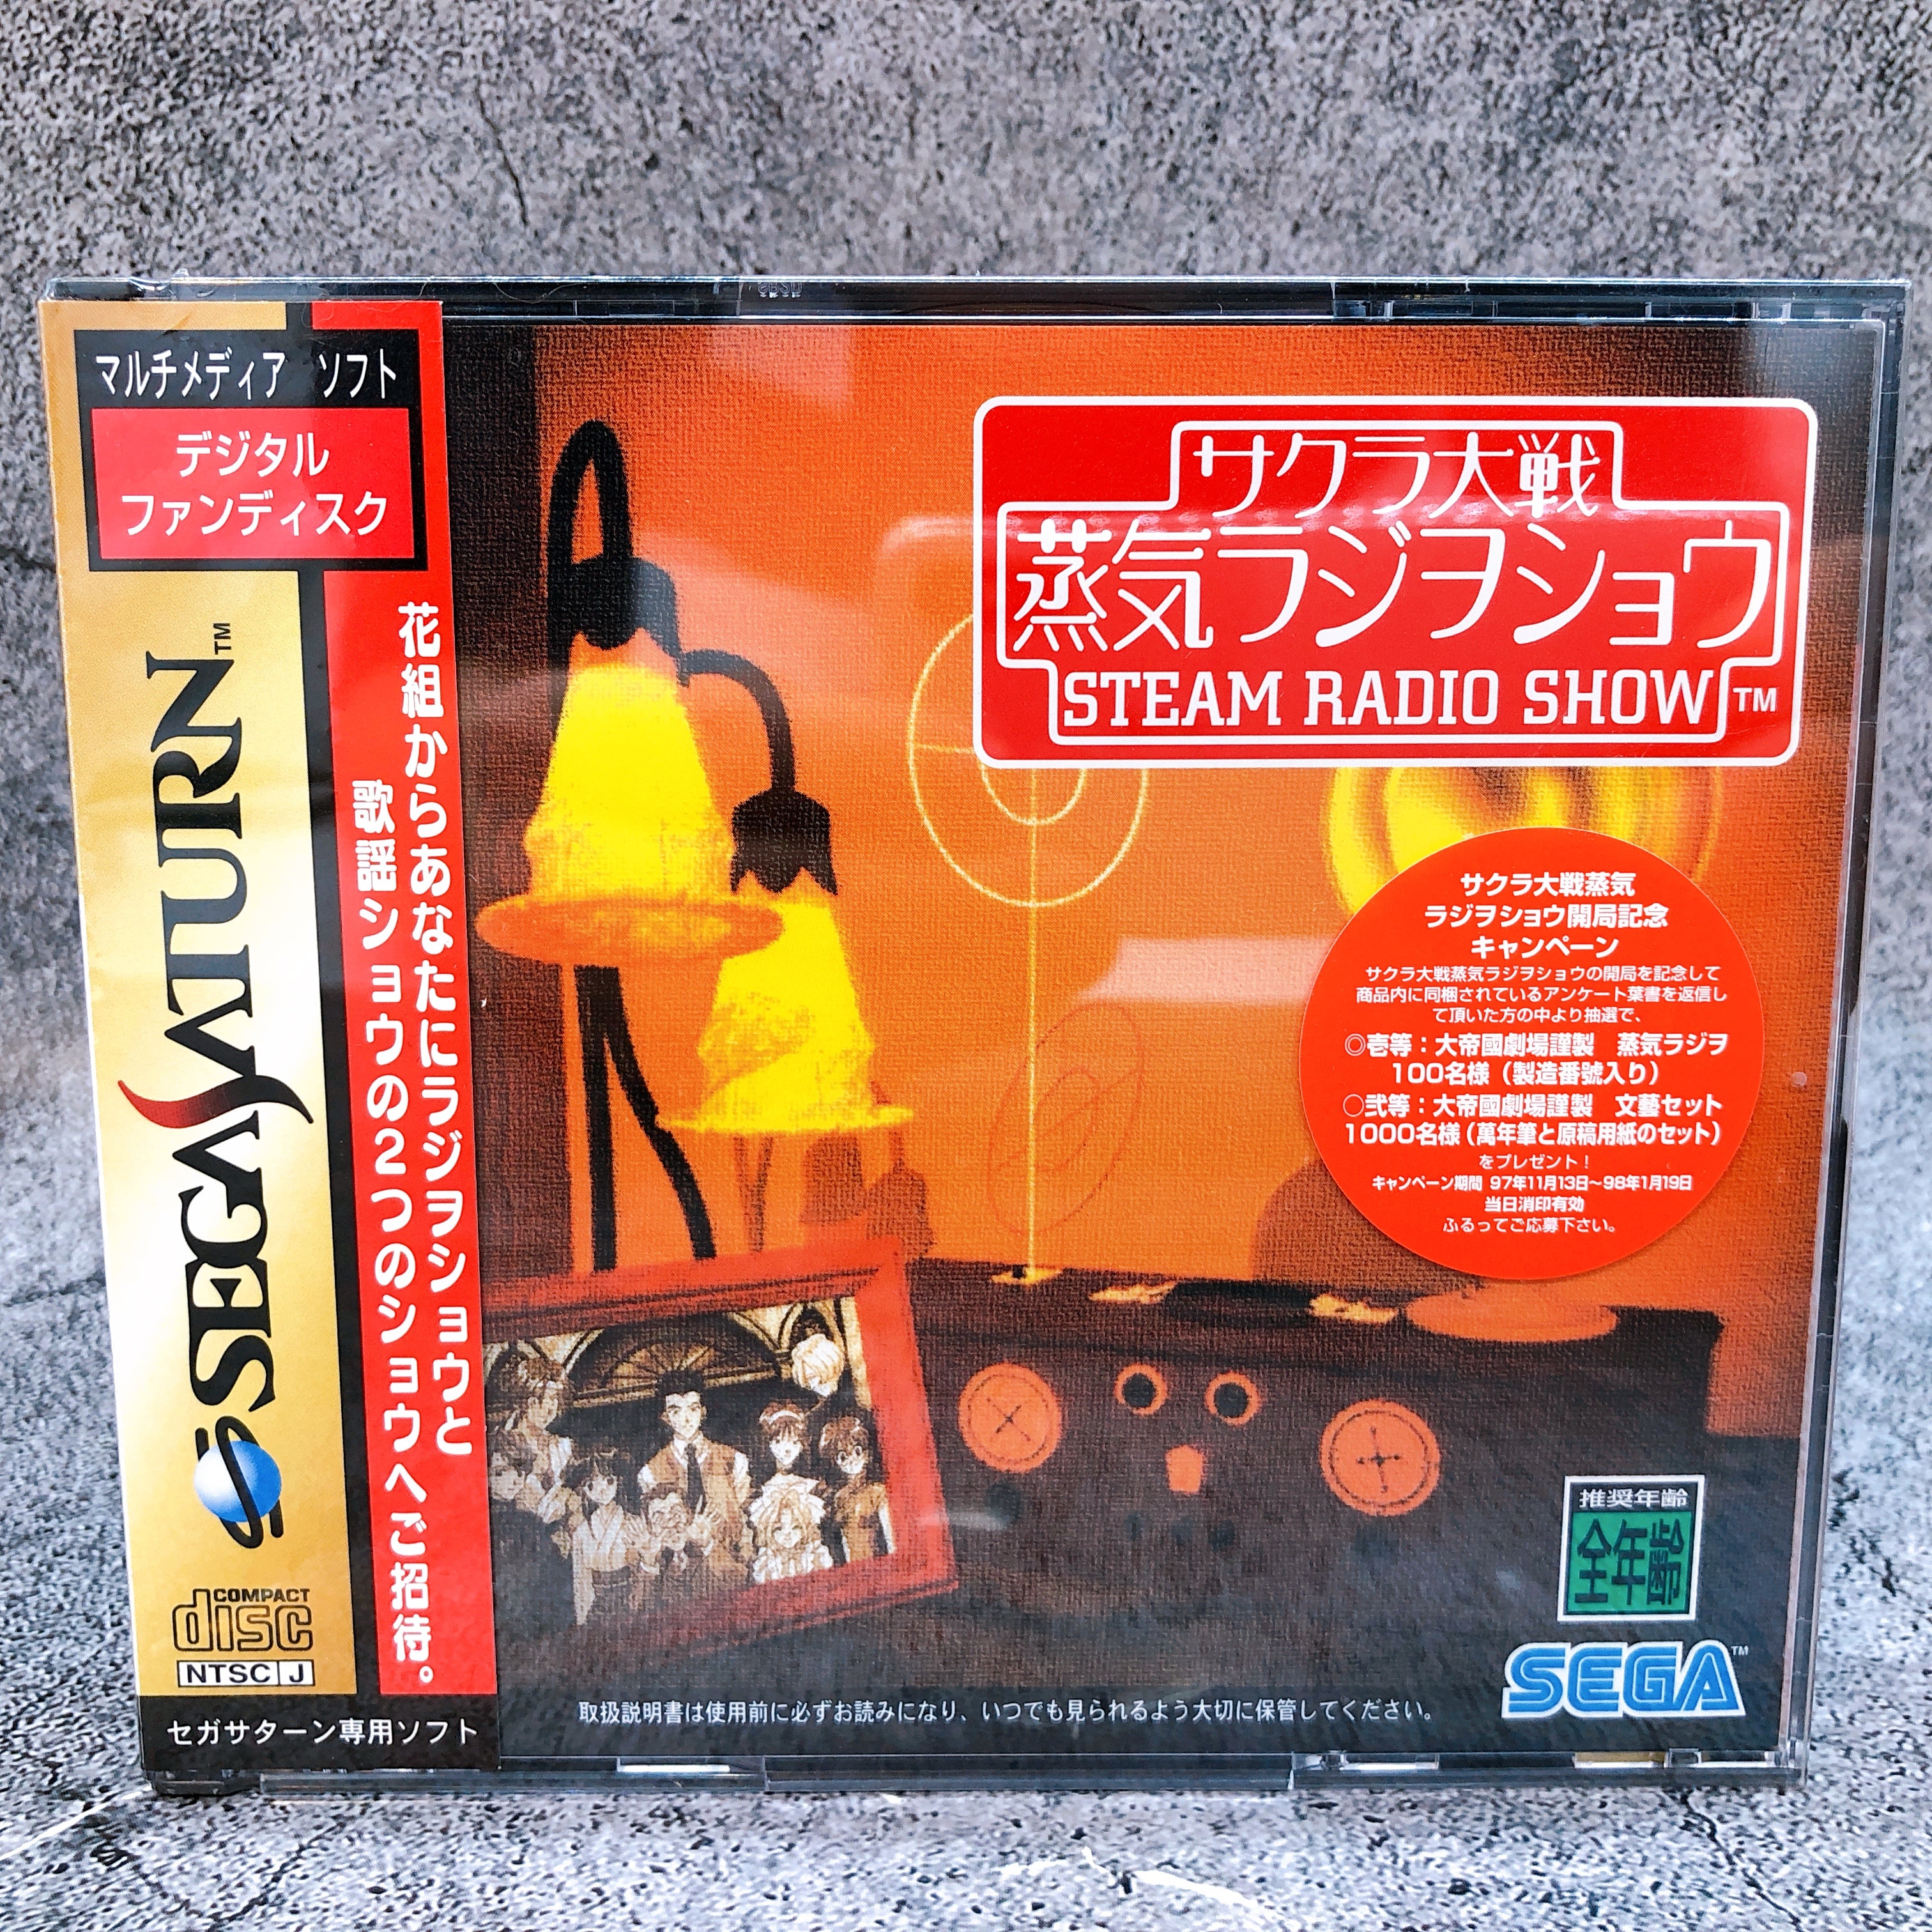 マルチメディア ソフト
デジタル
ファンディスク
花組からあなたにラジヲショウと
歌謡ショウの2つのショウへご招待。
SEGA SATURN™
COMPACT
disc
NTSC J
セガサターン専用ソフト
サクラ大戦
蒸気ラジヲショウ
STEAM RADIO SHOW™
サクラ大戦蒸気
ラジヲショウ開局記念
キャンペーン
サクラ大戦蒸気ラジヲショウの開局を記念して
商品内に同梱されているアンケート葉書を返信し
て頂いた方の中より抽選で、
◎壱等：大帝國劇場謹製 蒸気ラジヲ
100名様（製造番號入り）
○弐等：大帝國劇場謹製 文藝セット
1000名様（萬年筆と原稿用紙のセット）
をプレゼント！
キャンペーン期間 97年11月13日〜98年1月19日
当日消印有効
ふるってご応募下さい。
推奨年齢
全年齢
SEGA™
取扱説明書は使用前に必ずお読みになり、いつでも見られるよう大切に保管してください。